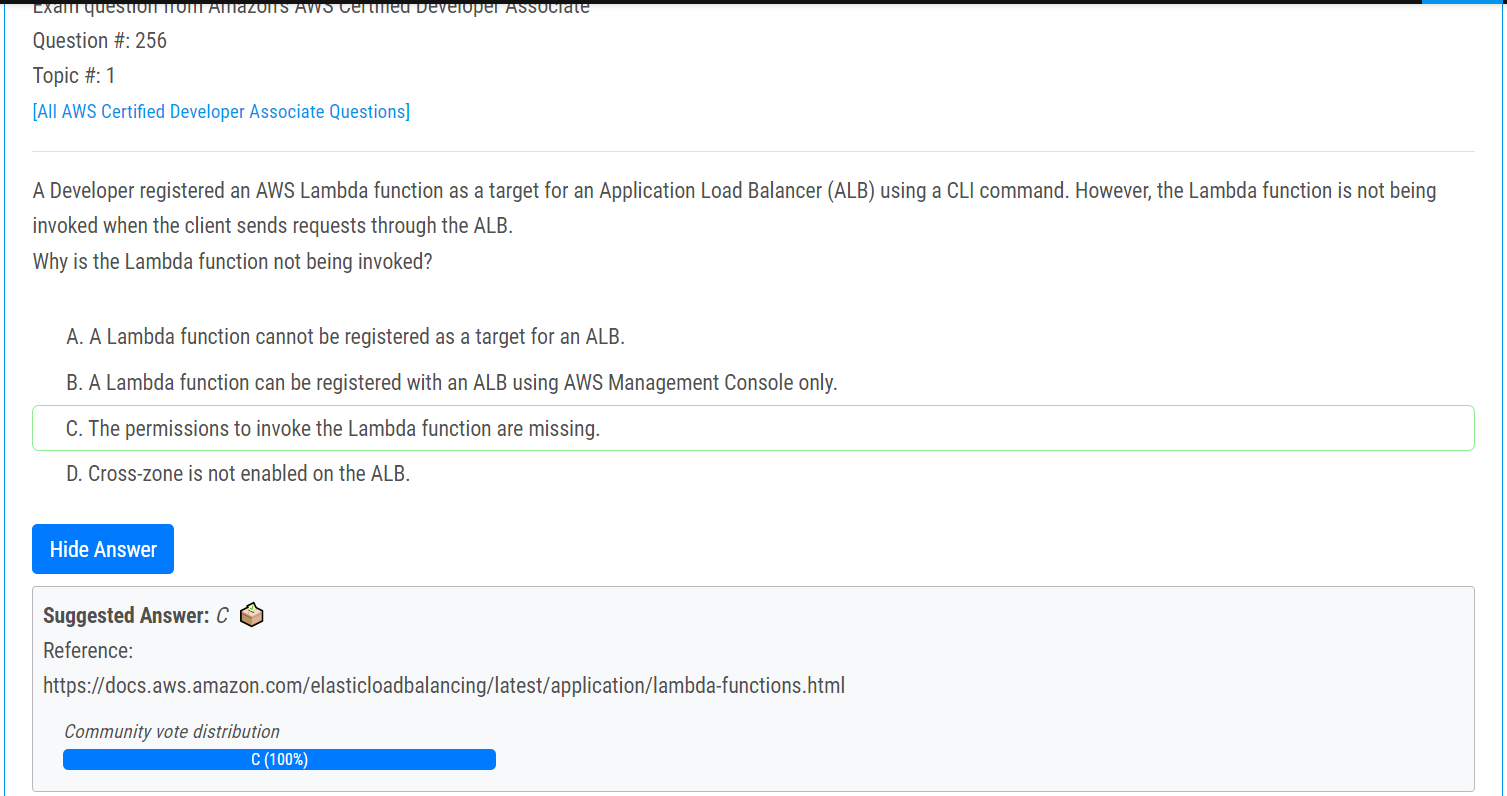 Exam question from Amazon's AWS Certified Developer Associate
Question #: 256
Topic #: 1
[All AWS Certified Developer Associate Questions]
A Developer registered an AWS Lambda function as a target for an Application Load Balancer (ALB) using a CLI command. However, the Lambda function is not being
invoked when the client sends requests through the ALB.
Why is the Lambda function not being invoked?
A. A Lambda function cannot be registered as a target for an ALB.
B. A Lambda function can be registered with an ALB using AWS Management Console only.
C. The permissions to invoke the Lambda function are missing.
D. Cross-zone is not enabled on the ALB.
Hide Answer
Suggested Answer: C
Reference:
https://docs.aws.amazon.com/elasticloadbalancing/latest/application/lambda-functions.html
Community vote distribution
C (100%)